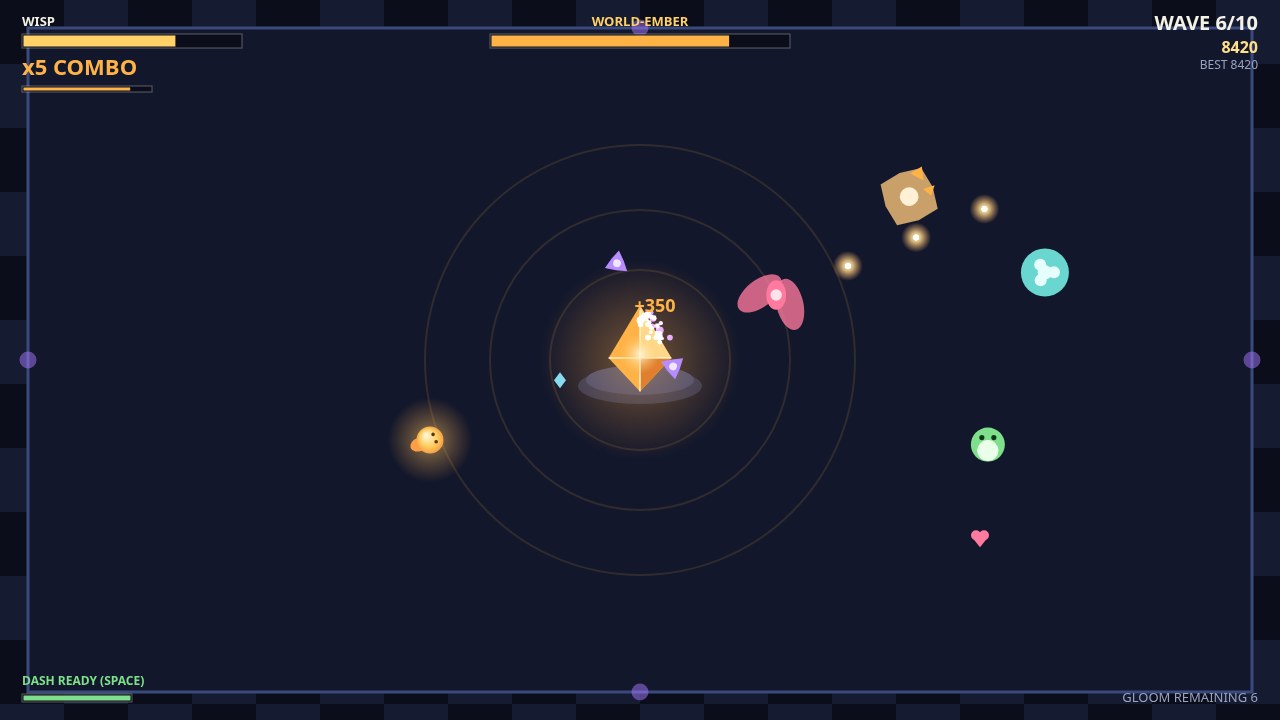 WISP
WORLD-EMBER
WAVE 6/10
8420
BEST 8420
x5 COMBO
+350
DASH READY (SPACE)
GLOOM REMAINING 6